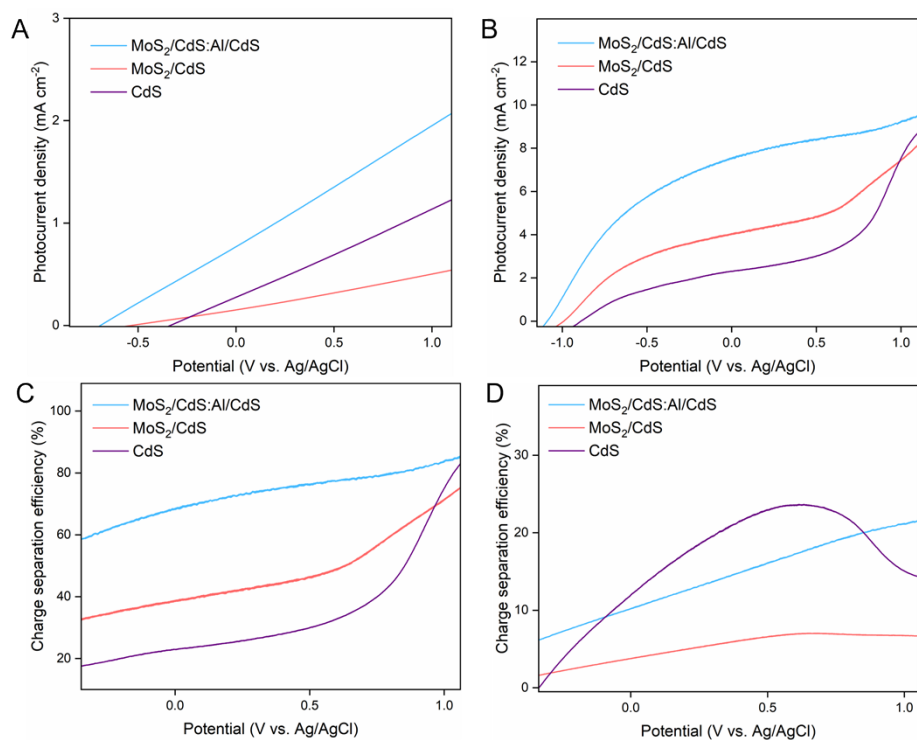 A
MoS₂/CdS:Al/CdS
MoS₂/CdS
CdS
Photocurrent density (mA cm⁻²)
3
2
1
0
-0.5
0.0
0.5
1.0
Potential (V vs. Ag/AgCl)
B
MoS₂/CdS:Al/CdS
MoS₂/CdS
CdS
Photocurrent density (mA cm⁻²)
12
10
8
6
4
2
0
-1.0
-0.5
0.0
0.5
1.0
Potential (V vs. Ag/AgCl)
C
MoS₂/CdS:Al/CdS
MoS₂/CdS
CdS
Charge separation efficiency (%)
100
80
60
40
20
0.0
0.5
1.0
Potential (V vs. Ag/AgCl)
D
MoS₂/CdS:Al/CdS
MoS₂/CdS
CdS
Charge separation efficiency (%)
30
20
10
0
0.0
0.5
1.0
Potential (V vs. Ag/AgCl)